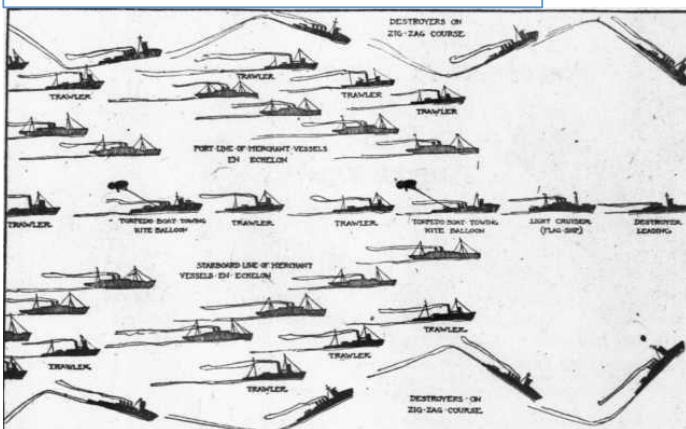 DESTROYERS ON
ZIG-ZAG COURSE
TRAWLER
TRAWLER
TRAWLER
TRAWLER
PORT LINE OF MERCHANT VESSELS
EN ECHELON
TRAWLER
TORPEDO BOAT TOWING
KITE BALLOON
TRAWLER
TRAWLER
TORPEDO BOAT TOWING
KITE BALLOON
LIGHT CRUISER
(FLAG SHIP)
DESTROYER
LEADING
STARBOARD LINE OF MERCHANT
VESSELS EN ECHELON
TRAWLER
TRAWLER
TRAWLER
TRAWLER
DESTROYERS ON
ZIG-ZAG COURSE